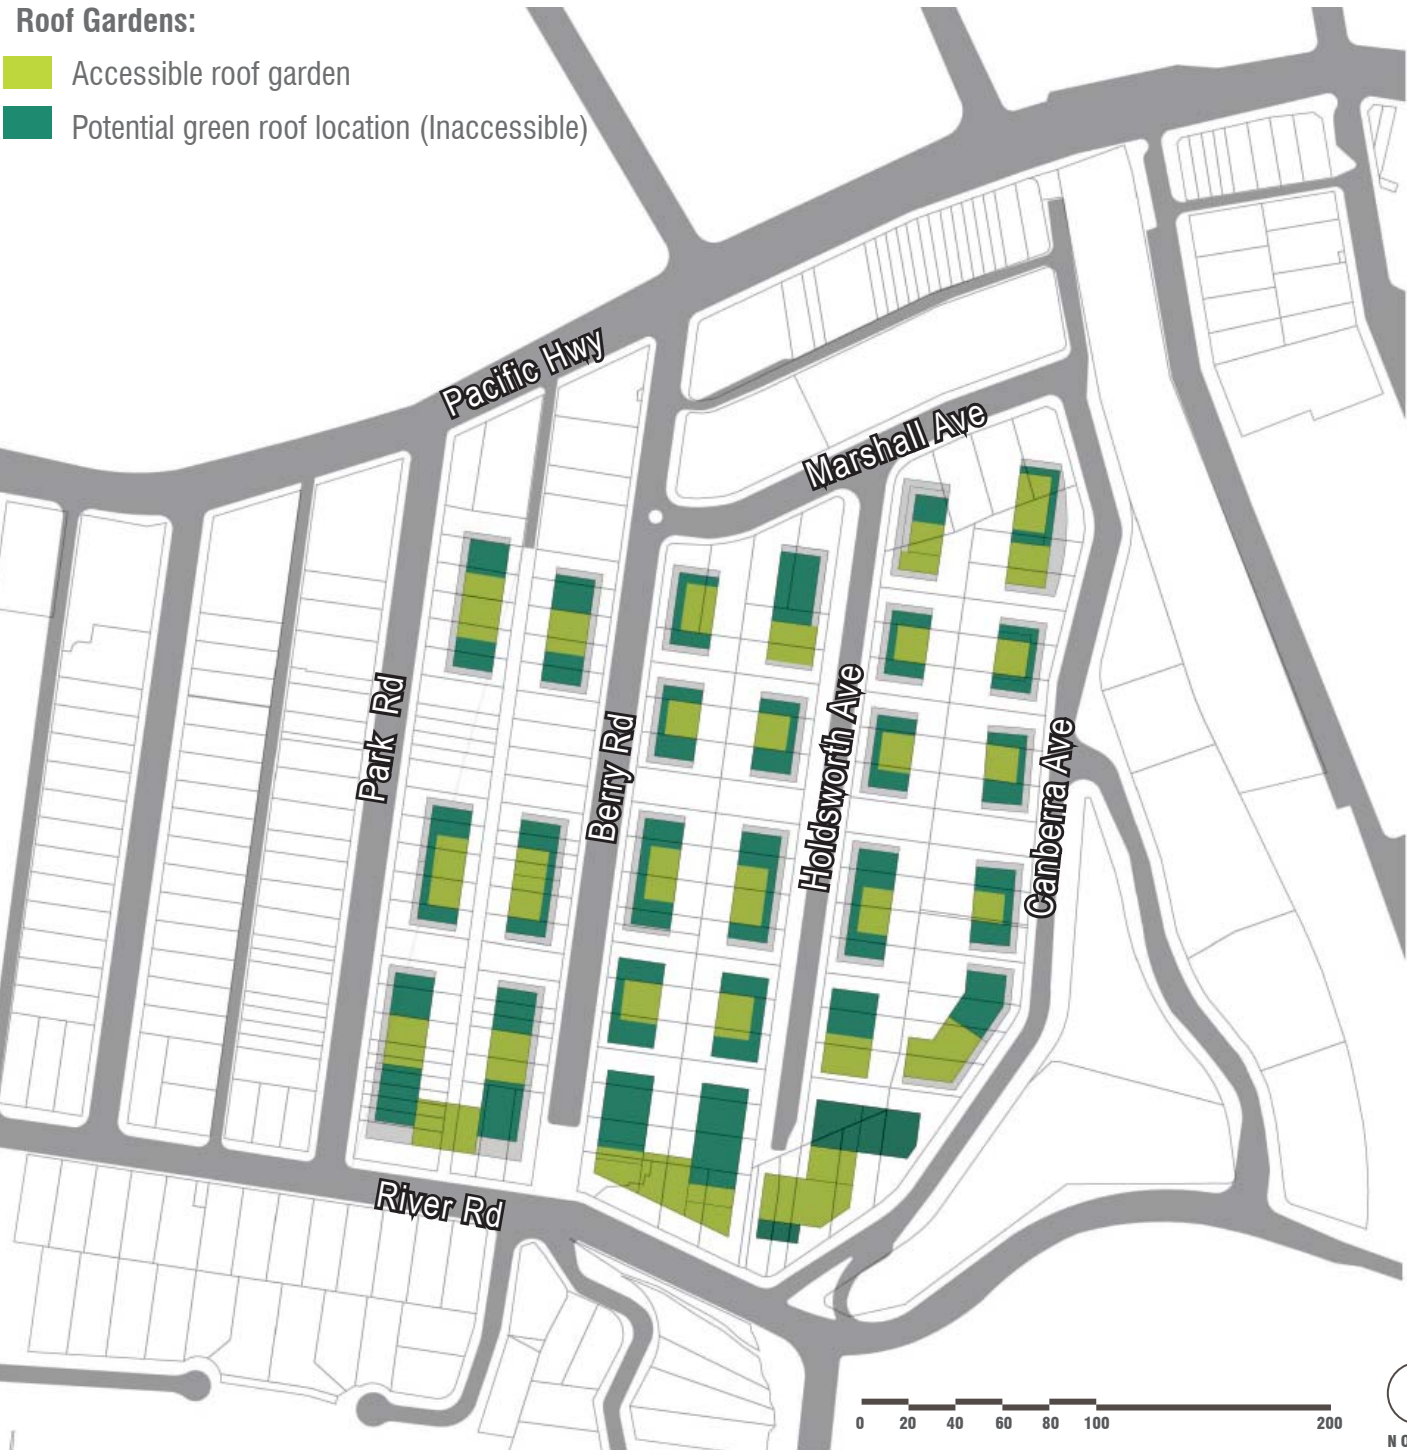 Roof Gardens:
Accessible roof garden
Potential green roof location (Inaccessible)
Pacific Hwy
Marshall Ave
Park Rd
Berry Rd
Holdsworth Ave
Canberra Ave
River Rd
0 20 40 60 80 100 200